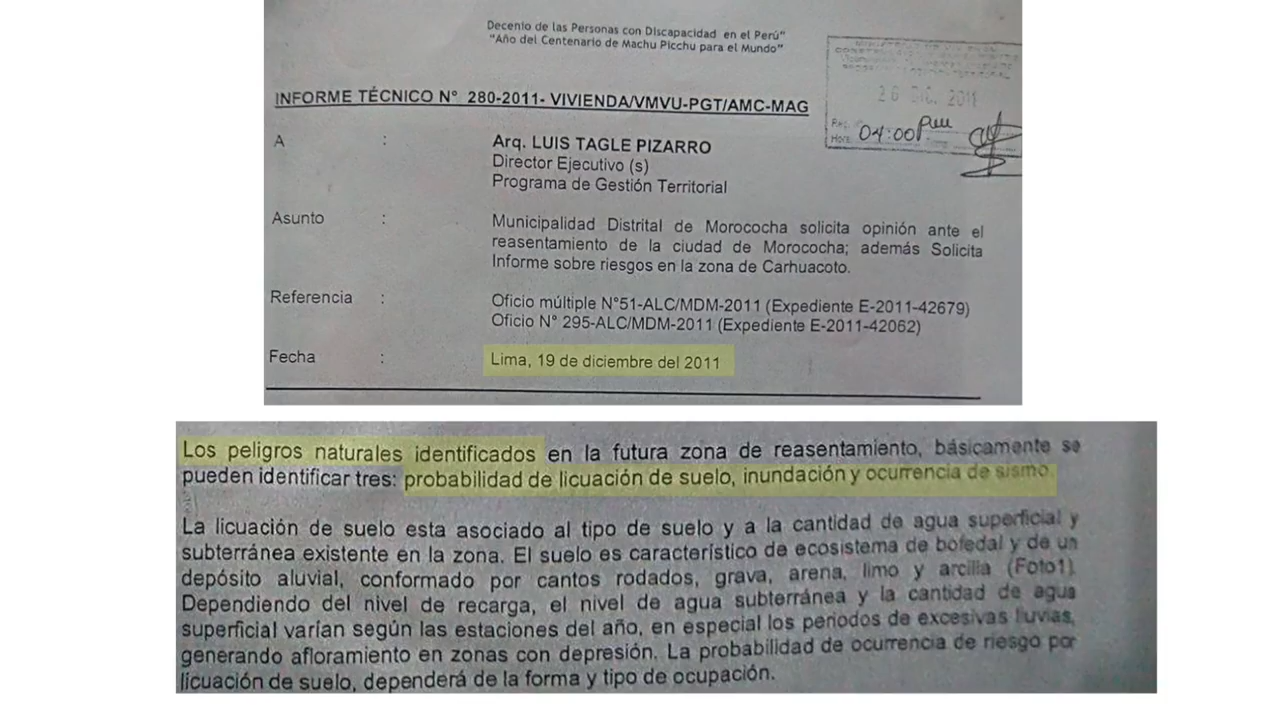 Decenio de las Personas con Discapacidad en el Perú"
"Año del Centenario de Machu Picchu para el Mundo"
26 DIC. 2011
Hora: 04:00 pm
INFORME TÉCNICO N° 280-2011- VIVIENDA/VMVU-PGT/AMC-MAG
A : Arq. LUIS TAGLE PIZARRO
Director Ejecutivo (s)
Programa de Gestión Territorial
Asunto : Municipalidad Distrital de Morococha solicita opinión ante el
reasentamiento de la ciudad de Morococha; además Solicita
Informe sobre riesgos en la zona de Carhuacoto.
Referencia : Oficio múltiple N°51-ALC/MDM-2011 (Expediente E-2011-42679)
Oficio N° 295-ALC/MDM-2011 (Expediente E-2011-42062)
Fecha : Lima, 19 de diciembre del 2011
Los peligros naturales identificados en la futura zona de reasentamiento, básicamente se
pueden identificar tres: probabilidad de licuación de suelo, inundación y ocurrencia de sismo.
La licuación de suelo esta asociado al tipo de suelo y a la cantidad de agua superficial y
subterránea existente en la zona. El suelo es característico de ecosistema de bofedal y de un
depósito aluvial, conformado por cantos rodados, grava, arena, limo y arcilla (Foto1).
Dependiendo del nivel de recarga, el nivel de agua subterránea y la cantidad de agua
superficial varían según las estaciones del año, en especial los periodos de excesivas lluvias,
generando afloramiento en zonas con depresión. La probabilidad de ocurrencia de riesgo por
licuación de suelo, dependerá de la forma y tipo de ocupación.